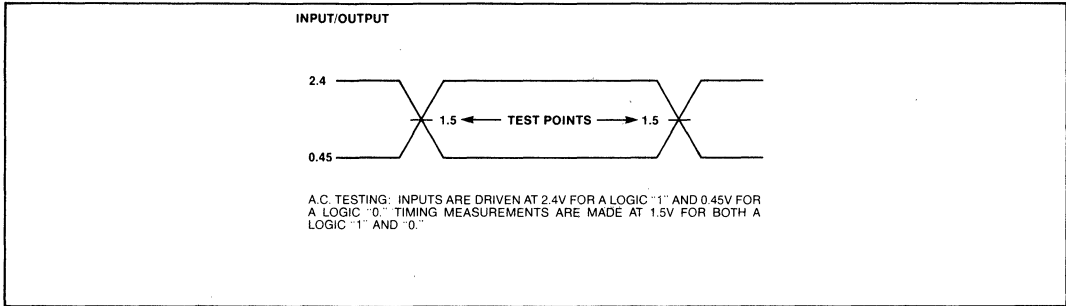 INPUT/OUTPUT
2.4
1.5 TEST POINTS 1.5
0.45
A.C. TESTING: INPUTS ARE DRIVEN AT 2.4V FOR A LOGIC "1" AND 0.45V FOR
A LOGIC "0." TIMING MEASUREMENTS ARE MADE AT 1.5V FOR BOTH A
LOGIC "1" AND "0."